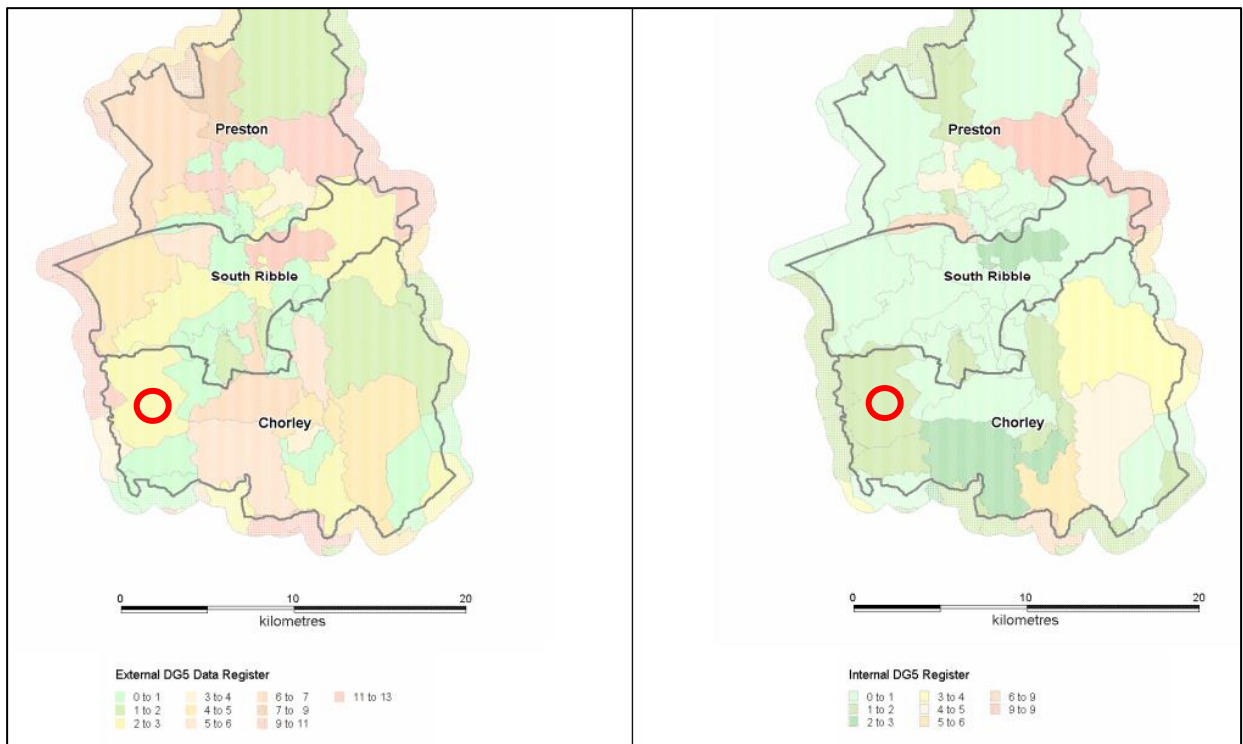 Preston
South Ribble
Chorley
0 10 20
kilometres
External DG5 Data Register
0 to 1 3 to 4 6 to 7 11 to 13
1 to 2 4 to 5 7 to 9
2 to 3 5 to 6 9 to 11
Preston
South Ribble
Chorley
0 10 20
kilometres
Internal DG5 Register
0 to 1 3 to 4 6 to 9
1 to 2 4 to 5 9 to 9
2 to 3 5 to 6